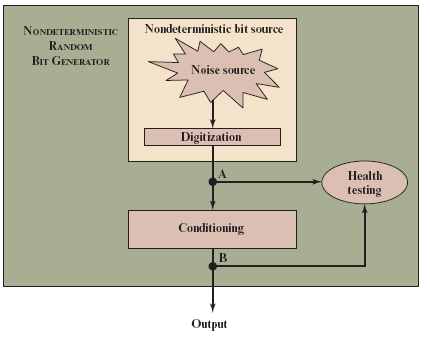 NONDETERMINISTIC
RANDOM
BIT GENERATOR
Nondeterministic bit source
Noise source
Digitization
A
Health
testing
Conditioning
B
Output